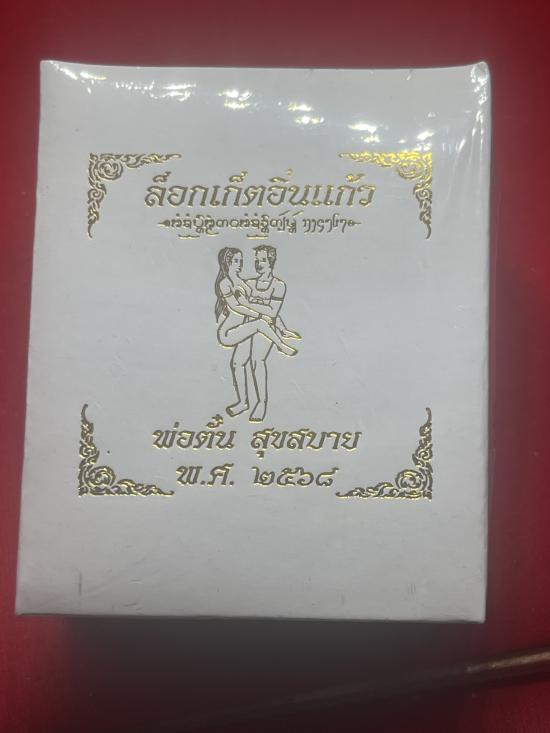 ล็อกเก็ตอิ่นแก้ว
พ่อตั๋น สุขสบาย
พ.ศ. ๒๕๖๘